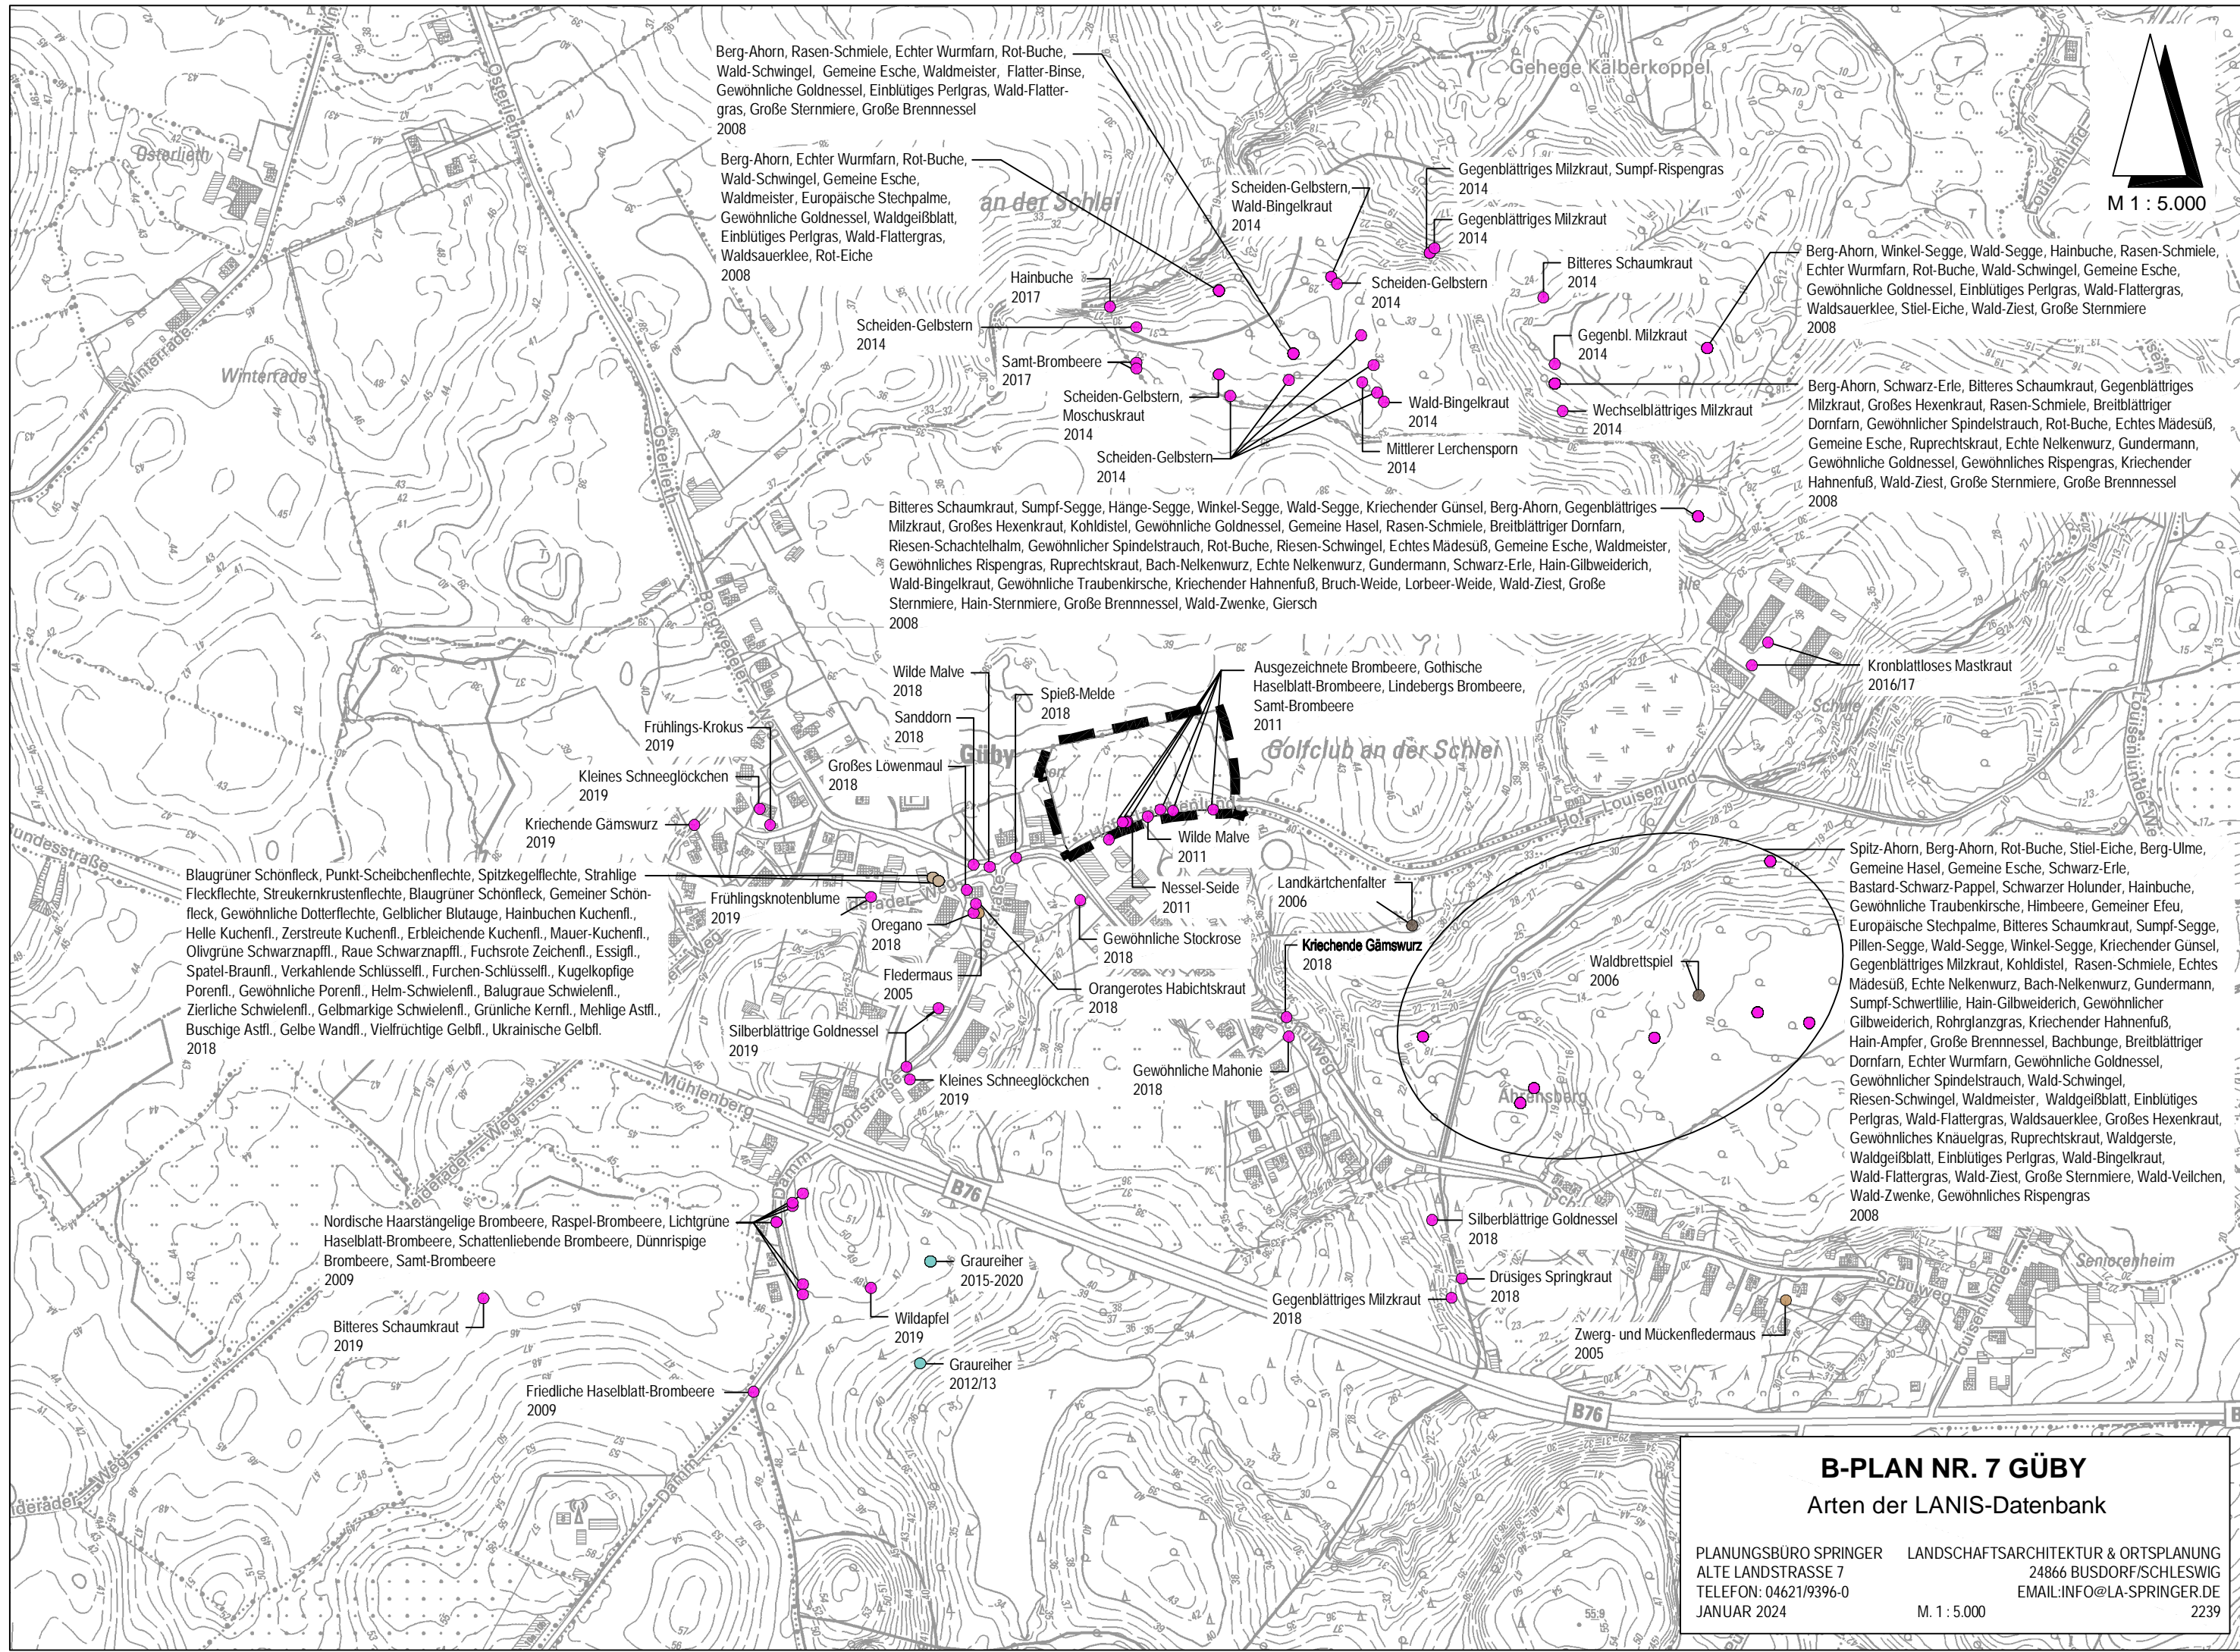 Berg-Ahorn, Rasen-Schmiele, Echter Wurmfarn, Rot-Buche,
Wald-Schwingel, Gemeine Esche, Waldmeister, Flatter-Binse,
Gewöhnliche Goldnessel, Einblütiges Perlgras, Wald-Flatter-
gras, Große Sternmiere, Große Brennnessel
2008
Berg-Ahorn, Echter Wurmfarn, Rot-Buche,
Wald-Schwingel, Gemeine Esche,
Waldmeister, Europäische Stechpalme,
Gewöhnliche Goldnessel, Waldgeißblatt,
Einblütiges Perlgras, Wald-Flattergras,
Waldsauerklee, Rot-Eiche
2008
Gehege Kälberkoppel
Osterlieth
Osterlieth
Osterlieth
Winterrade
Winterrade
an der Schlei
Louisenlund
M 1 : 5.000
Scheiden-Gelbstern,
Wald-Bingelkraut
2014
Gegenblättriges Milzkraut, Sumpf-Rispengras
2014
Gegenblättriges Milzkraut
2014
Scheiden-Gelbstern
2014
Bitteres Schaumkraut
2014
Berg-Ahorn, Winkel-Segge, Wald-Segge, Hainbuche, Rasen-Schmiele,
Echter Wurmfarn, Rot-Buche, Wald-Schwingel, Gemeine Esche,
Gewöhnliche Goldnessel, Einblütiges Perlgras, Wald-Flattergras,
Waldsauerklee, Stiel-Eiche, Wald-Ziest, Große Sternmiere
2008
Hainbuche
2017
Scheiden-Gelbstern
2014
Samt-Brombeere
2017
Scheiden-Gelbstern,
Moschuskraut
2014
Scheiden-Gelbstern
2014
Wald-Bingelkraut
2014
Mittlerer Lerchensporn
2014
Gegenbl. Milzkraut
2014
Wechselblättriges Milzkraut
2014
Berg-Ahorn, Schwarz-Erle, Bitteres Schaumkraut, Gegenblättriges
Milzkraut, Großes Hexenkraut, Rasen-Schmiele, Breitblättriger
Dornfarn, Gewöhnlicher Spindelstrauch, Rot-Buche, Echtes Mädesüß,
Gemeine Esche, Ruprechtskraut, Echte Nelkenwurz, Gundermann,
Gewöhnliche Goldnessel, Gewöhnliches Rispengras, Kriechender
Hahnenfuß, Wald-Ziest, Große Sternmiere, Große Brennnessel
2008
Bitteres Schaumkraut, Sumpf-Segge, Hänge-Segge, Winkel-Segge, Wald-Segge, Kriechender Günsel, Berg-Ahorn, Gegenblättriges
Milzkraut, Großes Hexenkraut, Kohldistel, Gewöhnliche Goldnessel, Gemeine Hasel, Rasen-Schmiele, Breitblättriger Dornfarn,
Riesen-Schachtelhalm, Gewöhnlicher Spindelstrauch, Rot-Buche, Riesen-Schwingel, Echtes Mädesüß, Gemeine Esche, Waldmeister,
Gewöhnliches Rispengras, Ruprechtskraut, Bach-Nelkenwurz, Echte Nelkenwurz, Gundermann, Schwarz-Erle, Hain-Gilbweiderich,
Wald-Bingelkraut, Gewöhnliche Traubenkirsche, Kriechender Hahnenfuß, Bruch-Weide, Lorbeer-Weide, Wald-Ziest, Große
Sternmiere, Hain-Sternmiere, Große Brennnessel, Wald-Zwenke, Giersch
2008
Borgweder
Kronblattloses Mastkraut
2016/17
Schule
Wilde Malve
2018
Sanddorn
2018
Spieß-Melde
2018
Ausgezeichnete Brombeere, Gothische
Haselblatt-Brombeere, Lindebergs Brombeere,
Samt-Brombeere
2011
Frühlings-Krokus
2019
Kleines Schneeglöckchen
2019
Kriechende Gämswurz
2019
Großes Löwenmaul
2018
Güby
Golfclub an der Schlei
Louisenlund
Wilde Malve
2011
Nessel-Seide
2011
Landkärtchenfalter
2006
Bundesstraße
Blaugrüner Schönfleck, Punkt-Scheibchenflechte, Spitzkegelflechte, Strahlige
Fleckflechte, Streukernkrustenflechte, Blaugrüner Schönfleck, Gemeiner Schön-
fleck, Gewöhnliche Dotterflechte, Gelblicher Blutauge, Hainbuchen Kuchenfl.,
Helle Kuchenfl., Zerstreute Kuchenfl., Erbleichende Kuchenfl., Mauer-Kuchenfl.,
Olivgrüne Schwarznapffl., Raue Schwarznapffl., Fuchsrote Zeichenfl., Essigfl.,
Spatel-Braunfl., Verkahlende Schlüsselfl., Furchen-Schlüsselfl., Kugelkopfige
Porenfl., Gewöhnliche Porenfl., Helm-Schwielenfl., Balugraue Schwielenfl.,
Zierliche Schwielenfl., Gelbmarkige Schwielenfl., Grünliche Kernfl., Mehlige Astfl.,
Buschige Astfl., Gelbe Wandfl., Vielfrüchtige Gelbfl., Ukrainische Gelbfl.
2018
Frühlingsknotenblume
2019
Oregano
2018
Fledermaus
2005
Gewöhnliche Stockrose
2018
Orangerotes Habichtskraut
2018
Silberblättrige Goldnessel
2019
Kleines Schneeglöckchen
2019
Kriechende Gämswurz
2018
Gewöhnliche Mahonie
2018
Waldbrettspiel
2006
Ahrensberg
Spitz-Ahorn, Berg-Ahorn, Rot-Buche, Stiel-Eiche, Berg-Ulme,
Gemeine Hasel, Gemeine Esche, Schwarz-Erle,
Bastard-Schwarz-Pappel, Schwarzer Holunder, Hainbuche,
Gewöhnliche Traubenkirsche, Himbeere, Gemeiner Efeu,
Europäische Stechpalme, Bitteres Schaumkraut, Sumpf-Segge,
Pillen-Segge, Wald-Segge, Winkel-Segge, Kriechender Günsel,
Gegenblättriges Milzkraut, Kohldistel, Rasen-Schmiele, Echtes
Mädesüß, Echte Nelkenwurz, Bach-Nelkenwurz, Gundermann,
Sumpf-Schwertlilie, Hain-Gilbweiderich, Gewöhnlicher
Gilbweiderich, Rohrglanzgras, Kriechender Hahnenfuß,
Hain-Ampfer, Große Brennnessel, Bachbunge, Breitblättriger
Dornfarn, Echter Wurmfarn, Gewöhnliche Goldnessel,
Gewöhnlicher Spindelstrauch, Wald-Schwingel,
Riesen-Schwingel, Waldmeister, Waldgeißblatt, Einblütiges
Perlgras, Wald-Flattergras, Waldsauerklee, Großes Hexenkraut,
Gewöhnliches Knäuelgras, Ruprechtskraut, Waldgerste,
Waldgeißblatt, Einblütiges Perlgras, Wald-Bingelkraut,
Wald-Flattergras, Wald-Ziest, Große Sternmiere, Wald-Veilchen,
Wald-Zwenke, Gewöhnliches Rispengras
2008
Mühlenberg
Dorfstraße
B76
Nordische Haarstängelige Brombeere, Raspel-Brombeere, Lichtgrüne
Haselblatt-Brombeere, Schattenliebende Brombeere, Dünnrispige
Brombeere, Samt-Brombeere
2009
Bitteres Schaumkraut
2019
Graureiher
2015-2020
Wildapfel
2019
Graureiher
2012/13
Friedliche Haselblatt-Brombeere
2009
Damm
Silberblättrige Goldnessel
2018
Drüsiges Springkraut
2018
Gegenblättriges Milzkraut
2018
Zwerg- und Mückenfledermaus
2005
Schulweg
Seniorenheim
Louisenlunder
B76
B-PLAN NR. 7 GÜBY
Arten der LANIS-Datenbank
PLANUNGSBÜRO SPRINGER LANDSCHAFTSARCHITEKTUR & ORTSPLANUNG
ALTE LANDSTRASSE 7 24866 BUSDORF/SCHLESWIG
TELEFON: 04621/9396-0 EMAIL:INFO@LA-SPRINGER.DE
JANUAR 2024 M. 1 : 5.000 2239